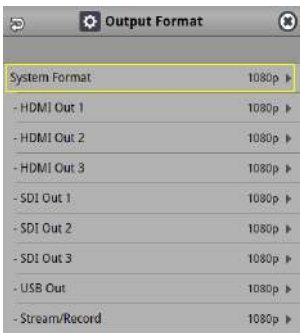 Output Format
System Format 1080p
- HDMI Out 1 1080p
- HDMI Out 2 1080p
- HDMI Out 3 1080p
- SDI Out 1 1080p
- SDI Out 2 1080p
- SDI Out 3 1080p
- USB Out 1080p
- Stream/Record 1080p